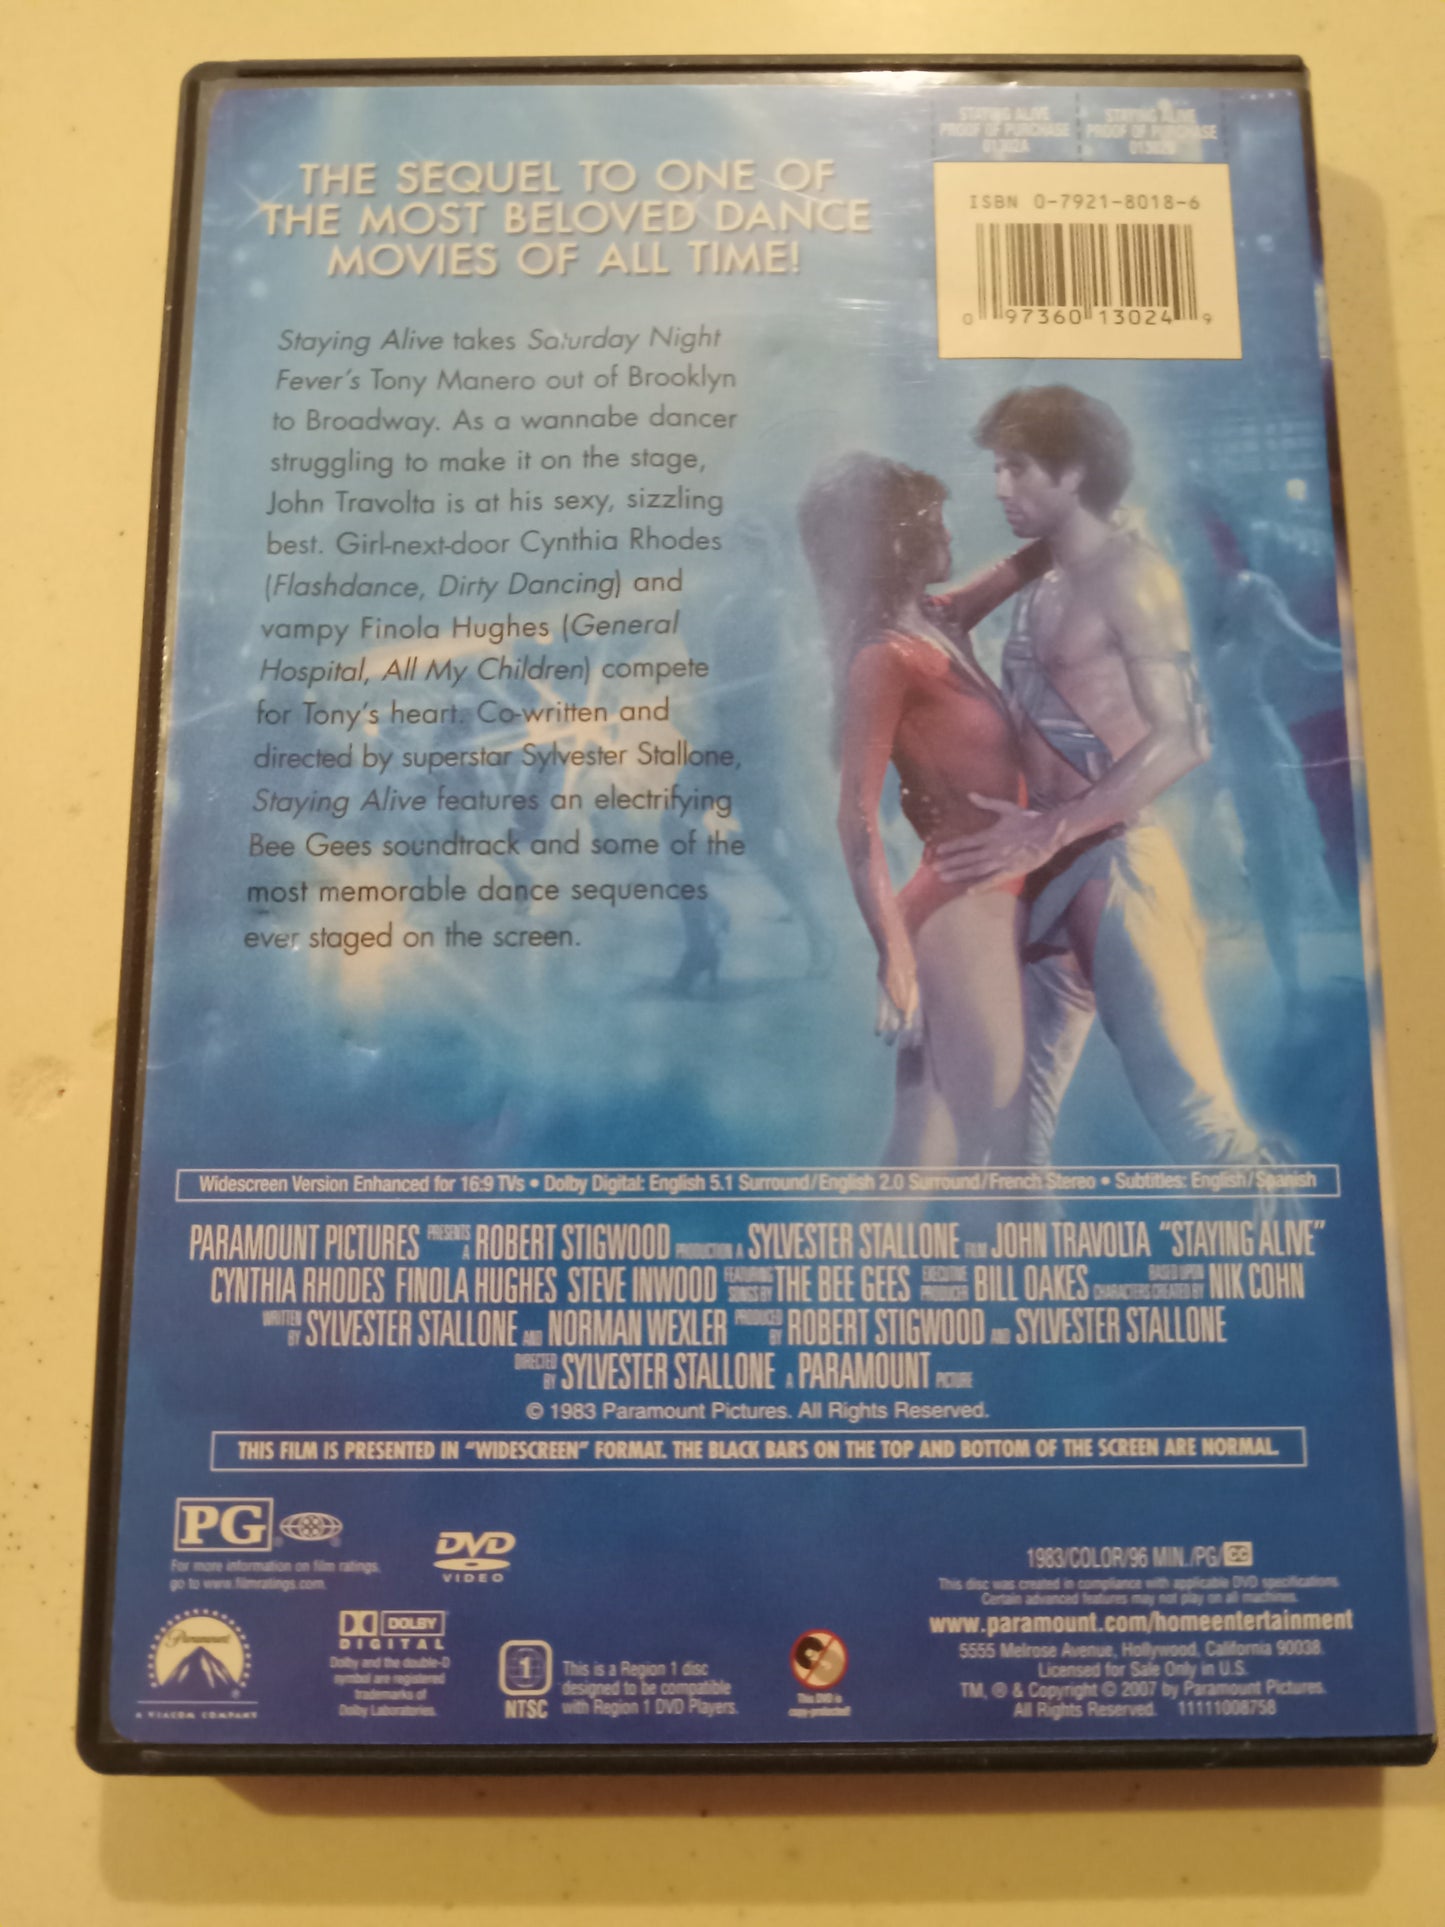 STAYING ALIVE
PROOF OF PURCHASE
01302A
STAYING ALIVE
PROOF OF PURCHASE
ISBN 0-7921-8018-6
0 97360 13024 9
THE SEQUEL TO ONE OF
THE MOST BELOVED DANCE
MOVIES OF ALL TIME!
Staying Alive takes Saturday Night
Fever's Tony Manero out of Brooklyn
to Broadway. As a wannabe dancer
struggling to make it on the stage,
John Travolta is at his sexy, sizzling
best. Girl-next-door Cynthia Rhodes
(Flashdance, Dirty Dancing) and
vampy Finola Hughes (General
Hospital, All My Children) compete
for Tony's heart. Co-written and
directed by superstar Sylvester Stallone,
Staying Alive features an electrifying
Bee Gees soundtrack and some of the
most memorable dance sequences
ever staged on the screen.
Widescreen Version Enhanced for 16:9 TVs • Dolby Digital: English 5.1 Surround/English 2.0 Surround/French Stereo • Subtitles: English/Spanish
PARAMOUNT PICTURES PRESENTS A ROBERT STIGWOOD PRODUCTION A SYLVESTER STALLONE FILM JOHN TRAVOLTA "STAYING ALIVE"
CYNTHIA RHODES FINOLA HUGHES STEVE INWOOD FEATURING SONGS BY THE BEE GEES EXECUTIVE PRODUCER BILL OAKES BASED UPON CHARACTERS CREATED BY NIK COHN
WRITTEN BY SYLVESTER STALLONE AND NORMAN WEXLER PRODUCED BY ROBERT STIGWOOD AND SYLVESTER STALLONE
DIRECTED BY SYLVESTER STALLONE A PARAMOUNT PICTURE
© 1983 Paramount Pictures. All Rights Reserved.
THIS FILM IS PRESENTED IN "WIDESCREEN" FORMAT. THE BLACK BARS ON THE TOP AND BOTTOM OF THE SCREEN ARE NORMAL.
PG
For more information on film ratings,
go to www.filmratings.com.
DVD
VIDEO
Paramount
A VIACOM COMPANY
DOLBY
DIGITAL
Dolby and the double-D
symbol are registered
trademarks of
Dolby Laboratories.
1
NTSC
This is a Region 1 disc
designed to be compatible
with Region 1 DVD Players.
This DVD is
copy-protected!
1983/COLOR/96 MIN./PG/CC
This disc was created in compliance with applicable DVD specifications.
Certain advanced features may not play on all machines.
www.paramount.com/homeentertainment
5555 Melrose Avenue, Hollywood, California 90038.
Licensed for Sale Only in U.S.
TM, ® & Copyright © 2007 by Paramount Pictures.
All Rights Reserved. 11111008758